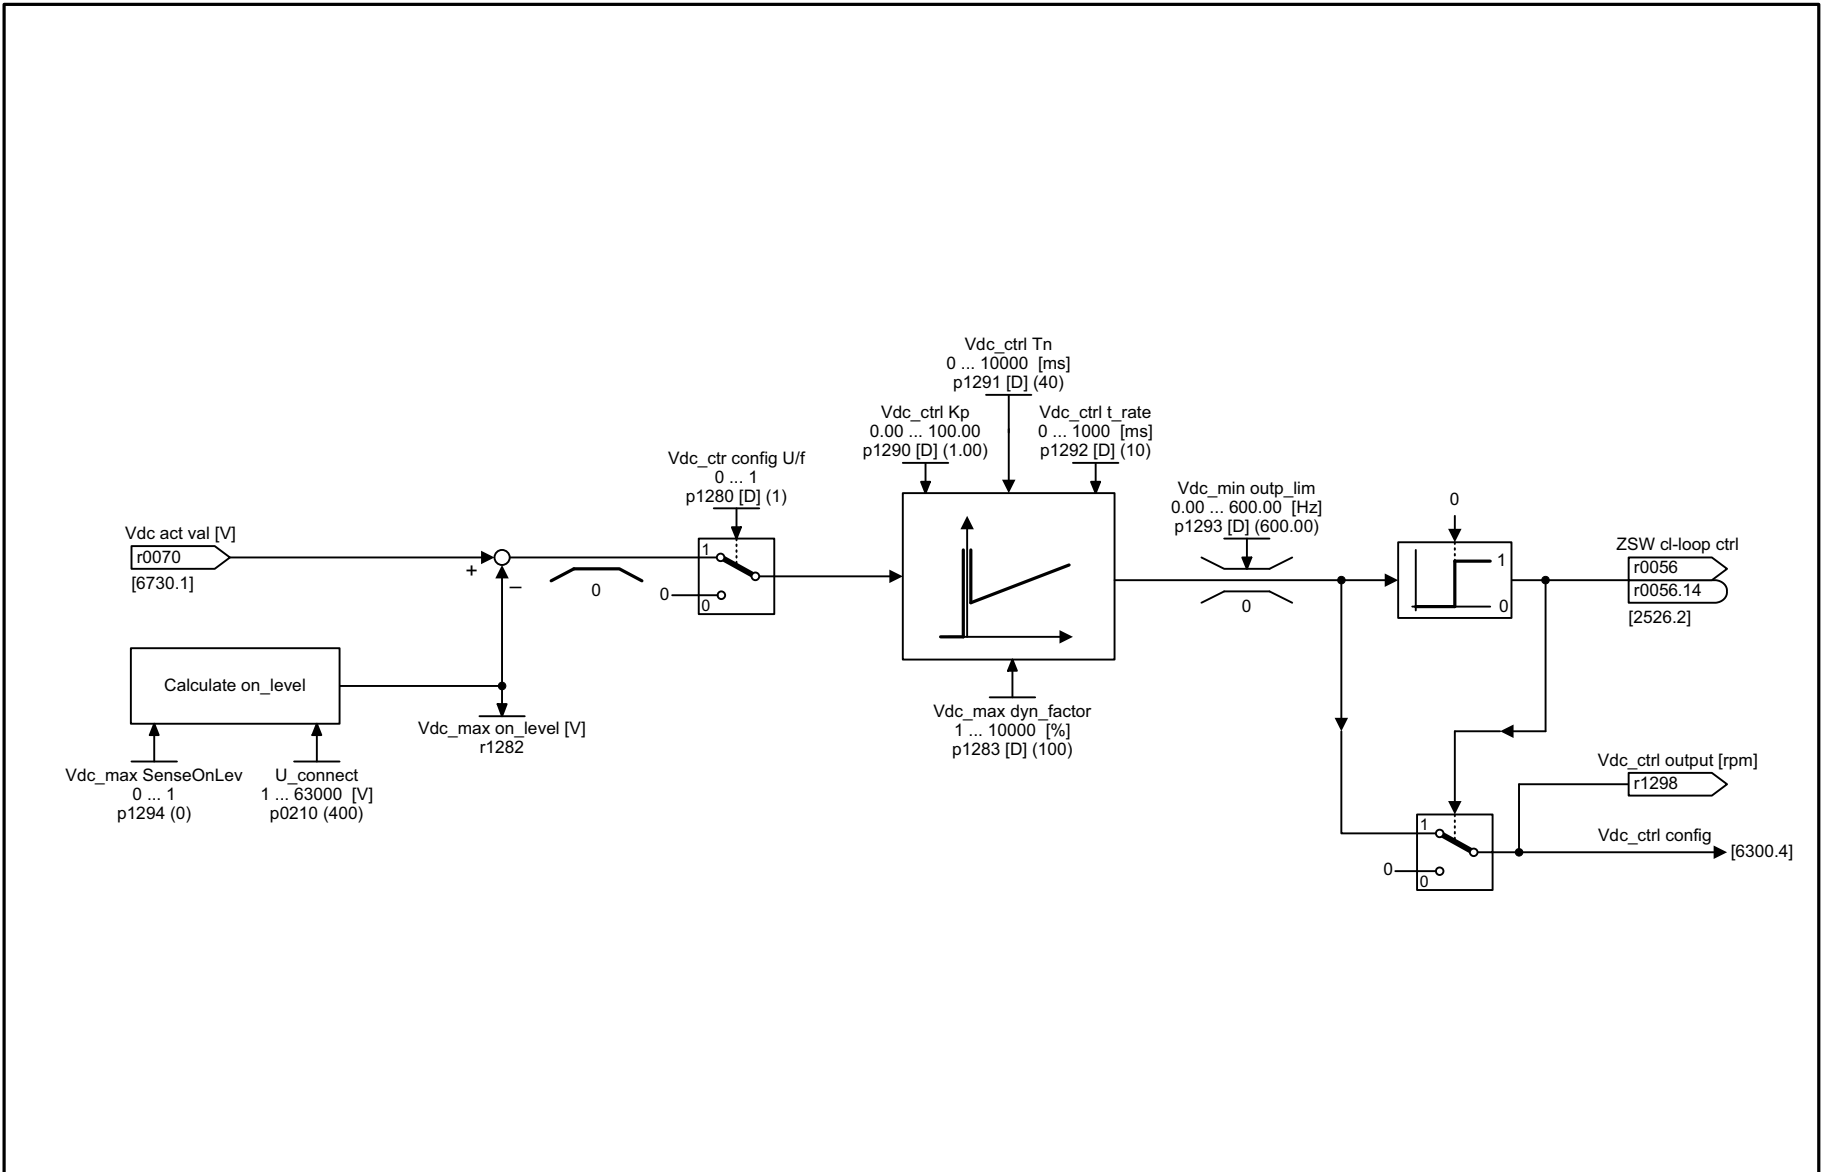 Vdc_ctrl Tn
0 ... 10000 [ms]
p1291 [D] (40)
Vdc_ctrl Kp
0.00 ... 100.00
p1290 [D] (1.00)
Vdc_ctrl t_rate
0 ... 1000 [ms]
p1292 [D] (10)
Vdc_ctr config U/f
0 ... 1
p1280 [D] (1)
Vdc_min outp_lim
0.00 ... 600.00 [Hz]
p1293 [D] (600.00)
0
Vdc act val [V]
r0070
[6730.1]
+
–
0
1
0
0
0
1
0
ZSW cl-loop ctrl
r0056
r0056.14
[2526.2]
Calculate on_level
Vdc_max on_level [V]
r1282
Vdc_max dyn_factor
1 ... 10000 [%]
p1283 [D] (100)
Vdc_max SenseOnLev
0 ... 1
p1294 (0)
U_connect
1 ... 63000 [V]
p0210 (400)
Vdc_ctrl output [rpm]
r1298
1
0
0
Vdc_ctrl config
[6300.4]